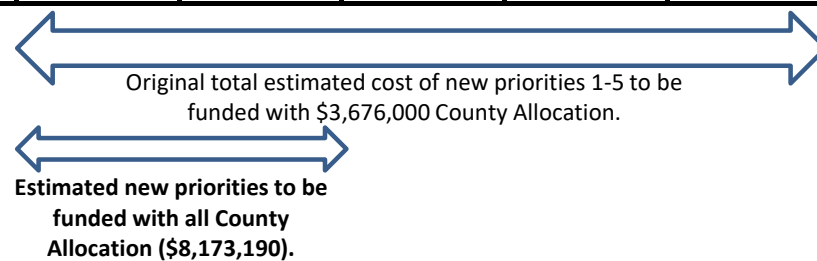 Original total estimated cost of new priorities 1-5 to be
funded with $3,676,000 County Allocation.
Estimated new priorities to be
funded with all County
Allocation ($8,173,190).